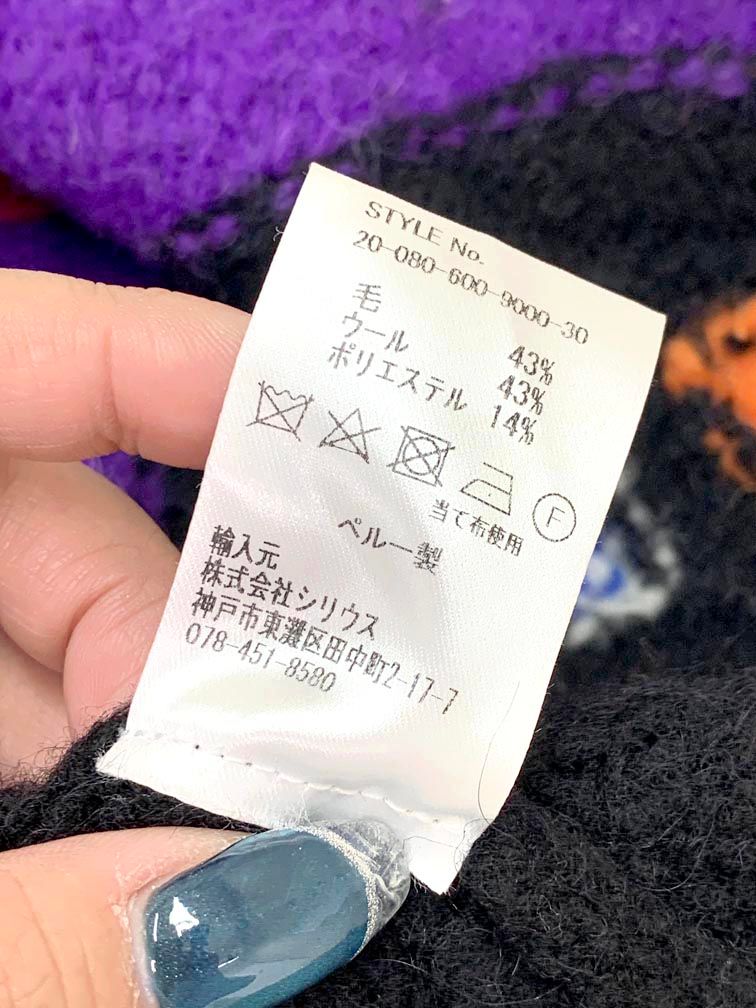 STYLE No.
20-080-600-9000-30
毛 43%
ウール 43%
ポリエステル 14%
当て布使用
F
ペルー製
輸入元
株式会社シリウス
神戸市東灘区田中町2-17-7
078-451-8580